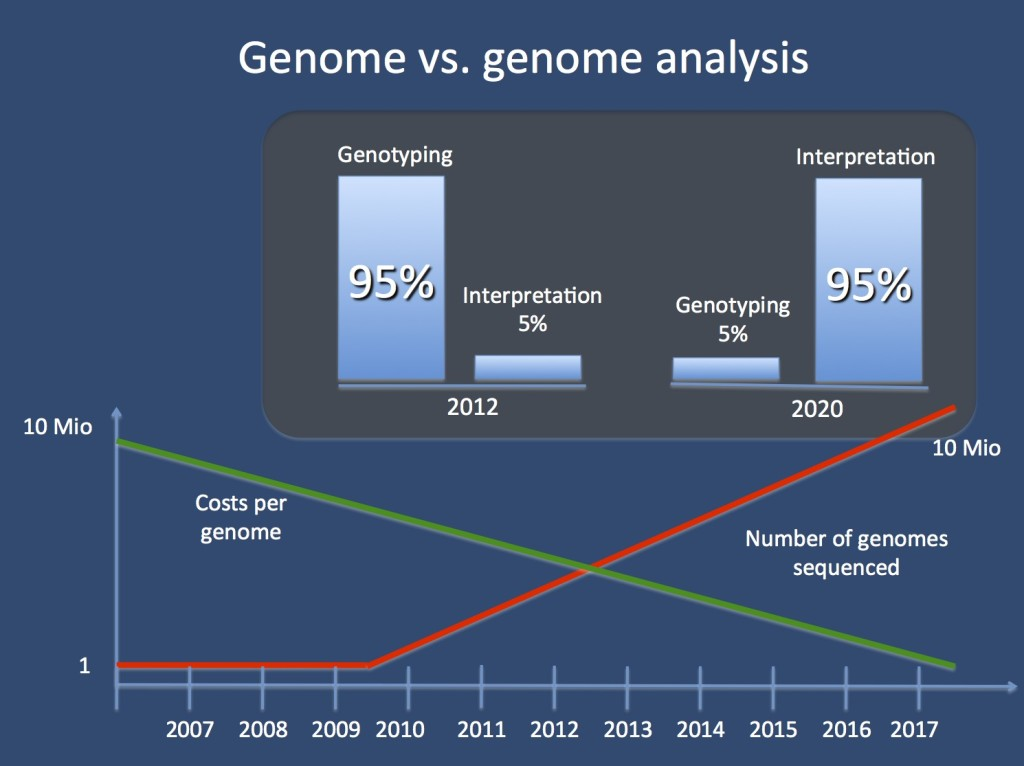 Genome vs. genome analysis
Genotyping
95%
Interpretation
5%
2012
Genotyping
5%
Interpretation
95%
2020
10 Mio
1
Costs per
genome
10 Mio
Number of genomes
sequenced
2007 2008 2009 2010 2011 2012 2013 2014 2015 2016 2017